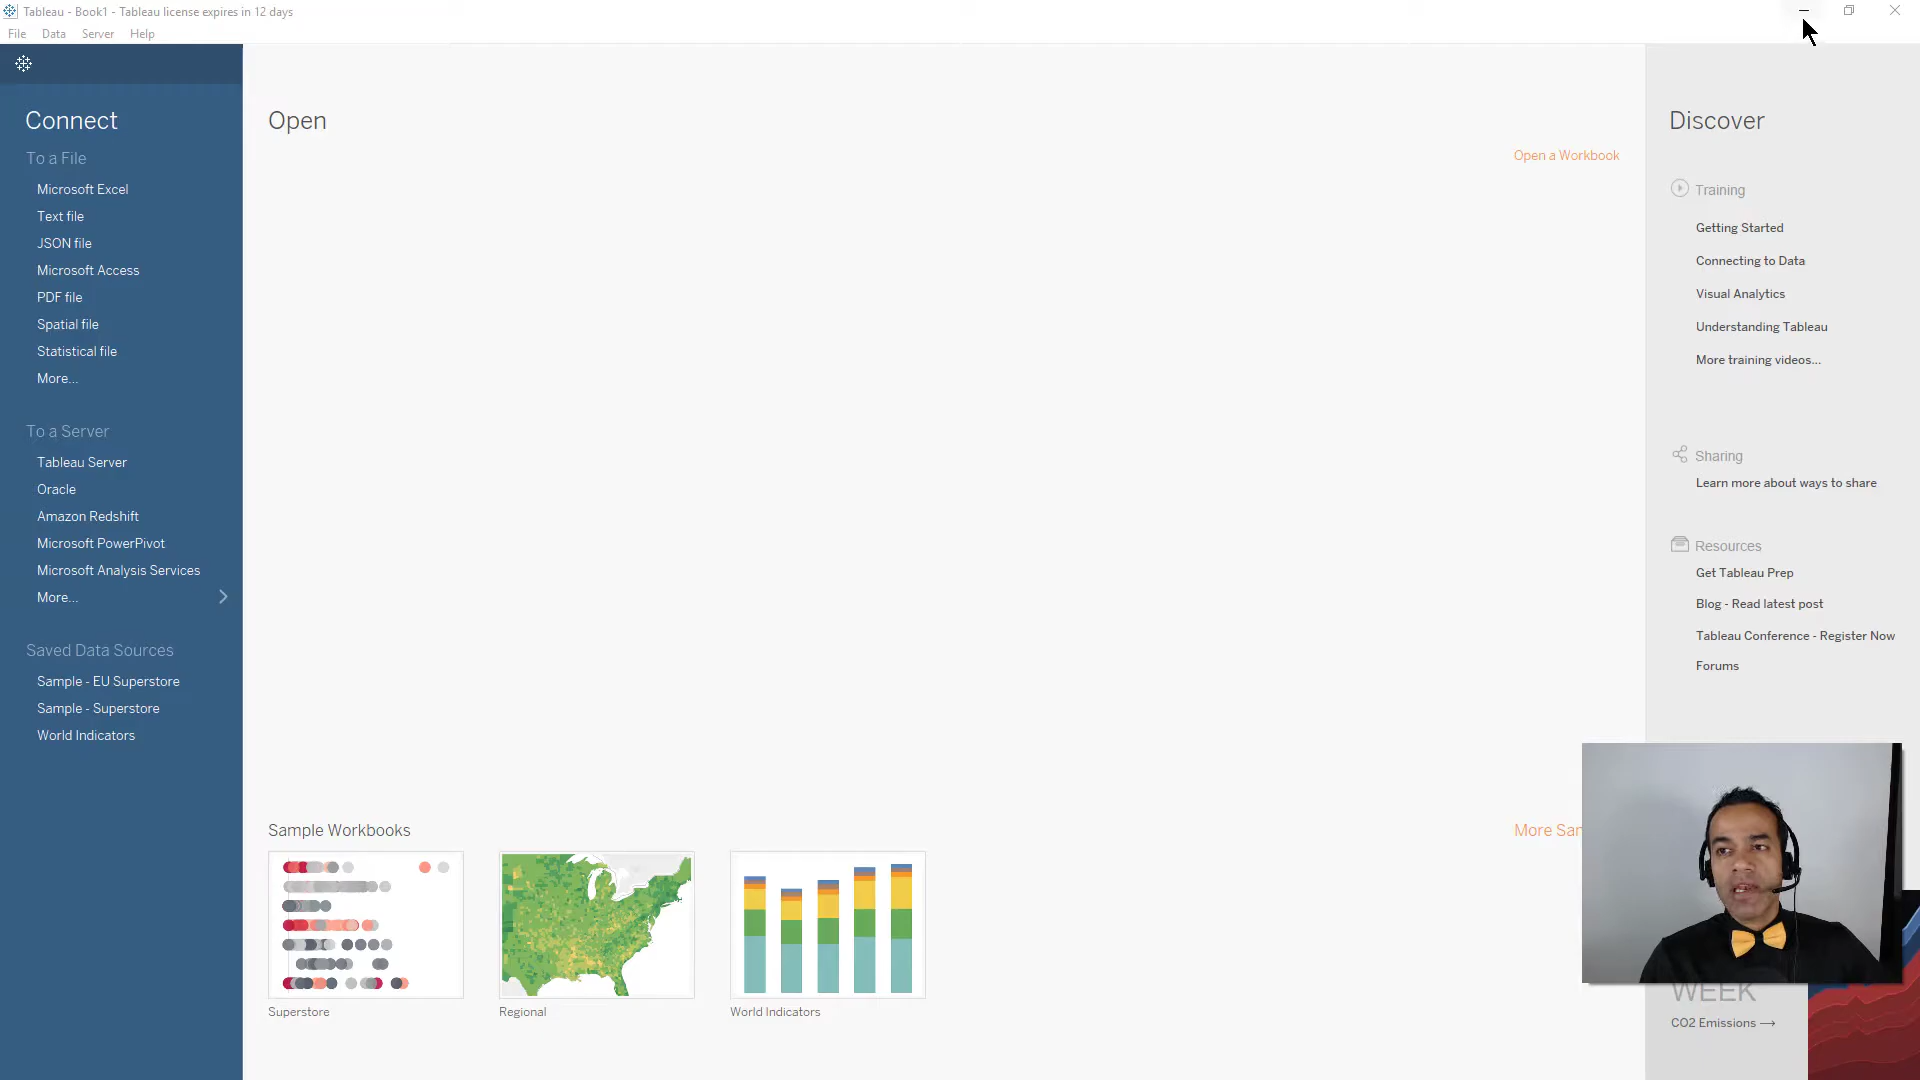 Tableau - Book1 - Tableau license expires in 12 days
File Data Server Help
Connect
To a File
Microsoft Excel
Text file
JSON file
Microsoft Access
PDF file
Spatial file
Statistical file
More...
To a Server
Tableau Server
Oracle
Amazon Redshift
Microsoft PowerPivot
Microsoft Analysis Services
More...
Saved Data Sources
Sample - EU Superstore
Sample - Superstore
World Indicators
Open
Open a Workbook
Sample Workbooks
More Sam
Superstore
Regional
World Indicators
Discover
Training
Getting Started
Connecting to Data
Visual Analytics
Understanding Tableau
More training videos...
Sharing
Learn more about ways to share
Resources
Get Tableau Prep
Blog - Read latest post
Tableau Conference - Register Now
Forums
WEEK
CO2 Emissions →